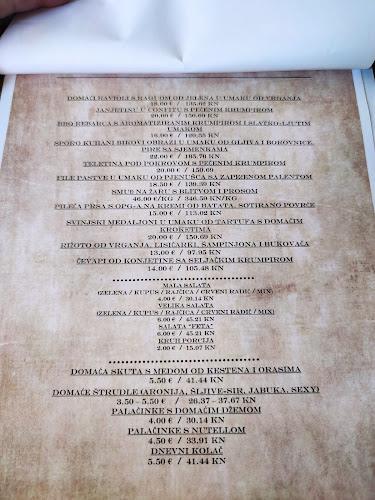 DOMAĆI RAVIOLI S RAGUOM OD JELENA U UMAKU OD VRGANJA
18.00 € / 135.62 KN
JANJETINU U CONFITU S PEČENIM KRUMPIROM
20.00 € / 150.69 KN
BBQ REBARCA S AROMATIZIRANIM KRUMPIROM I SLATKO-LJUTIM
UMAKOM
16.00 € / 120.55 KN
SPORO KUHANI BIKOVI OBRAZI U UMAKU OD GLJIVA I BOROVNICE,
PIRE SA SJEMENKAMA
22.00 € / 165.76 KN
TELETINA POD POKROVOM S PEČENIM KRUMPIROM
20.00 € / 150.69
FILE PASTVE U UMAKU OD PJENUŠCA SA ZAPEČENOM PALENTOM
18.50 € / 139.39 KN
SMUĐ NA ŽARU S BLITVOM I PROSOM
46.00 €/KG / 346.59 KN/KG
PILEĆA PRSA S OPG-A NA KREMI OD BATATA, SOTIRANO POVRĆE
15.00 € / 113.02 KN
SVINJSKI MEDALJONI U UMAKU OD TARTUFA S DOMAĆIM
KROKETIMA
20.00 € / 150.69 KN
RIŽOTO OD VRGANJA, LISIČARKI, ŠAMPINJONA I BUKOVAČA
13.00 € / 97.95 KN
ČEVAPI OD KONJETINE SA SELJAČKIM KRUMPIROM
14.00 € / 105.48 KN
MALA SALATA
(ZELENA / KUPUS / RAJČICA / CRVENI RADIĆ / MIX)
4.00 € / 30.14 KN
VELIKA SALATA
(ZELENA / KUPUS / RAJČICA / CRVENI RADIĆ / MIX)
6.00 € / 45.21 KN
SALATA "FETA"
6.00 € / 45.21 KN
KRUH PORCIJA
2.00 € / 15.07 KN
DOMAĆA SKUTA S MEDOM OD KESTENA I ORASIMA
5.50 € / 41.44 KN
DOMAĆE ŠTRUDLE (ARONIJA, ŠLJIVE-SIR, JABUKA, SEXY)
3.50 - 5.50 € / 26.37 - 37.67 KN
PALAČINKE S DOMAĆIM DŽEMOM
4.00 € / 30.14 KN
PALAČINKE S NUTELLOM
4.50 € / 33.91 KN
DNEVNI KOLAČ
5.50 € / 41.44 KN